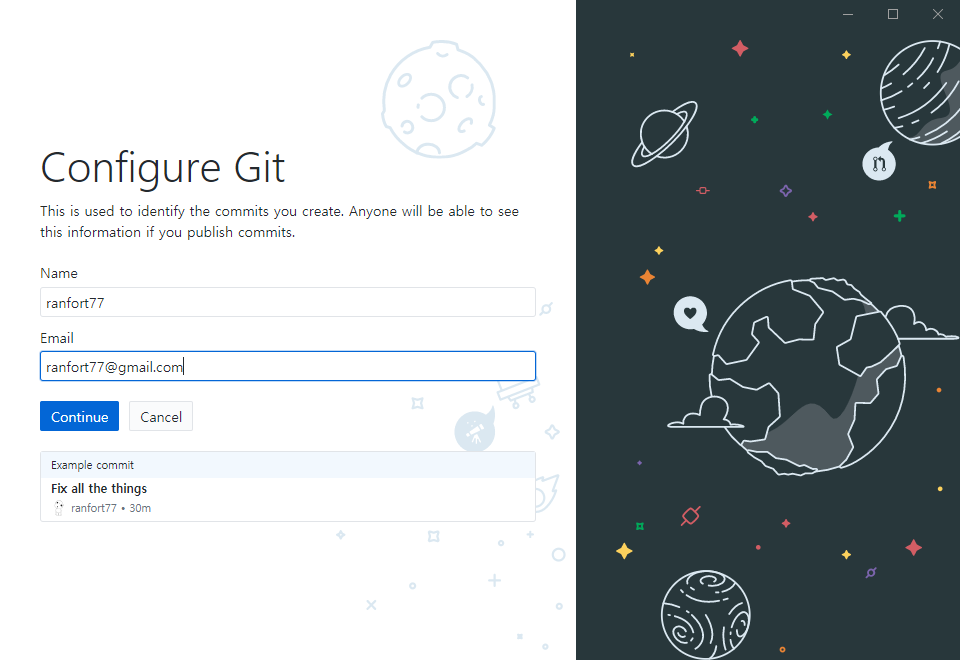 Configure Git
This is used to identify the commits you create. Anyone will be able to see
this information if you publish commits.
Name
ranfort77
Email
ranfort77@gmail.com
Continue Cancel
Example commit
Fix all the things
ranfort77 • 30m